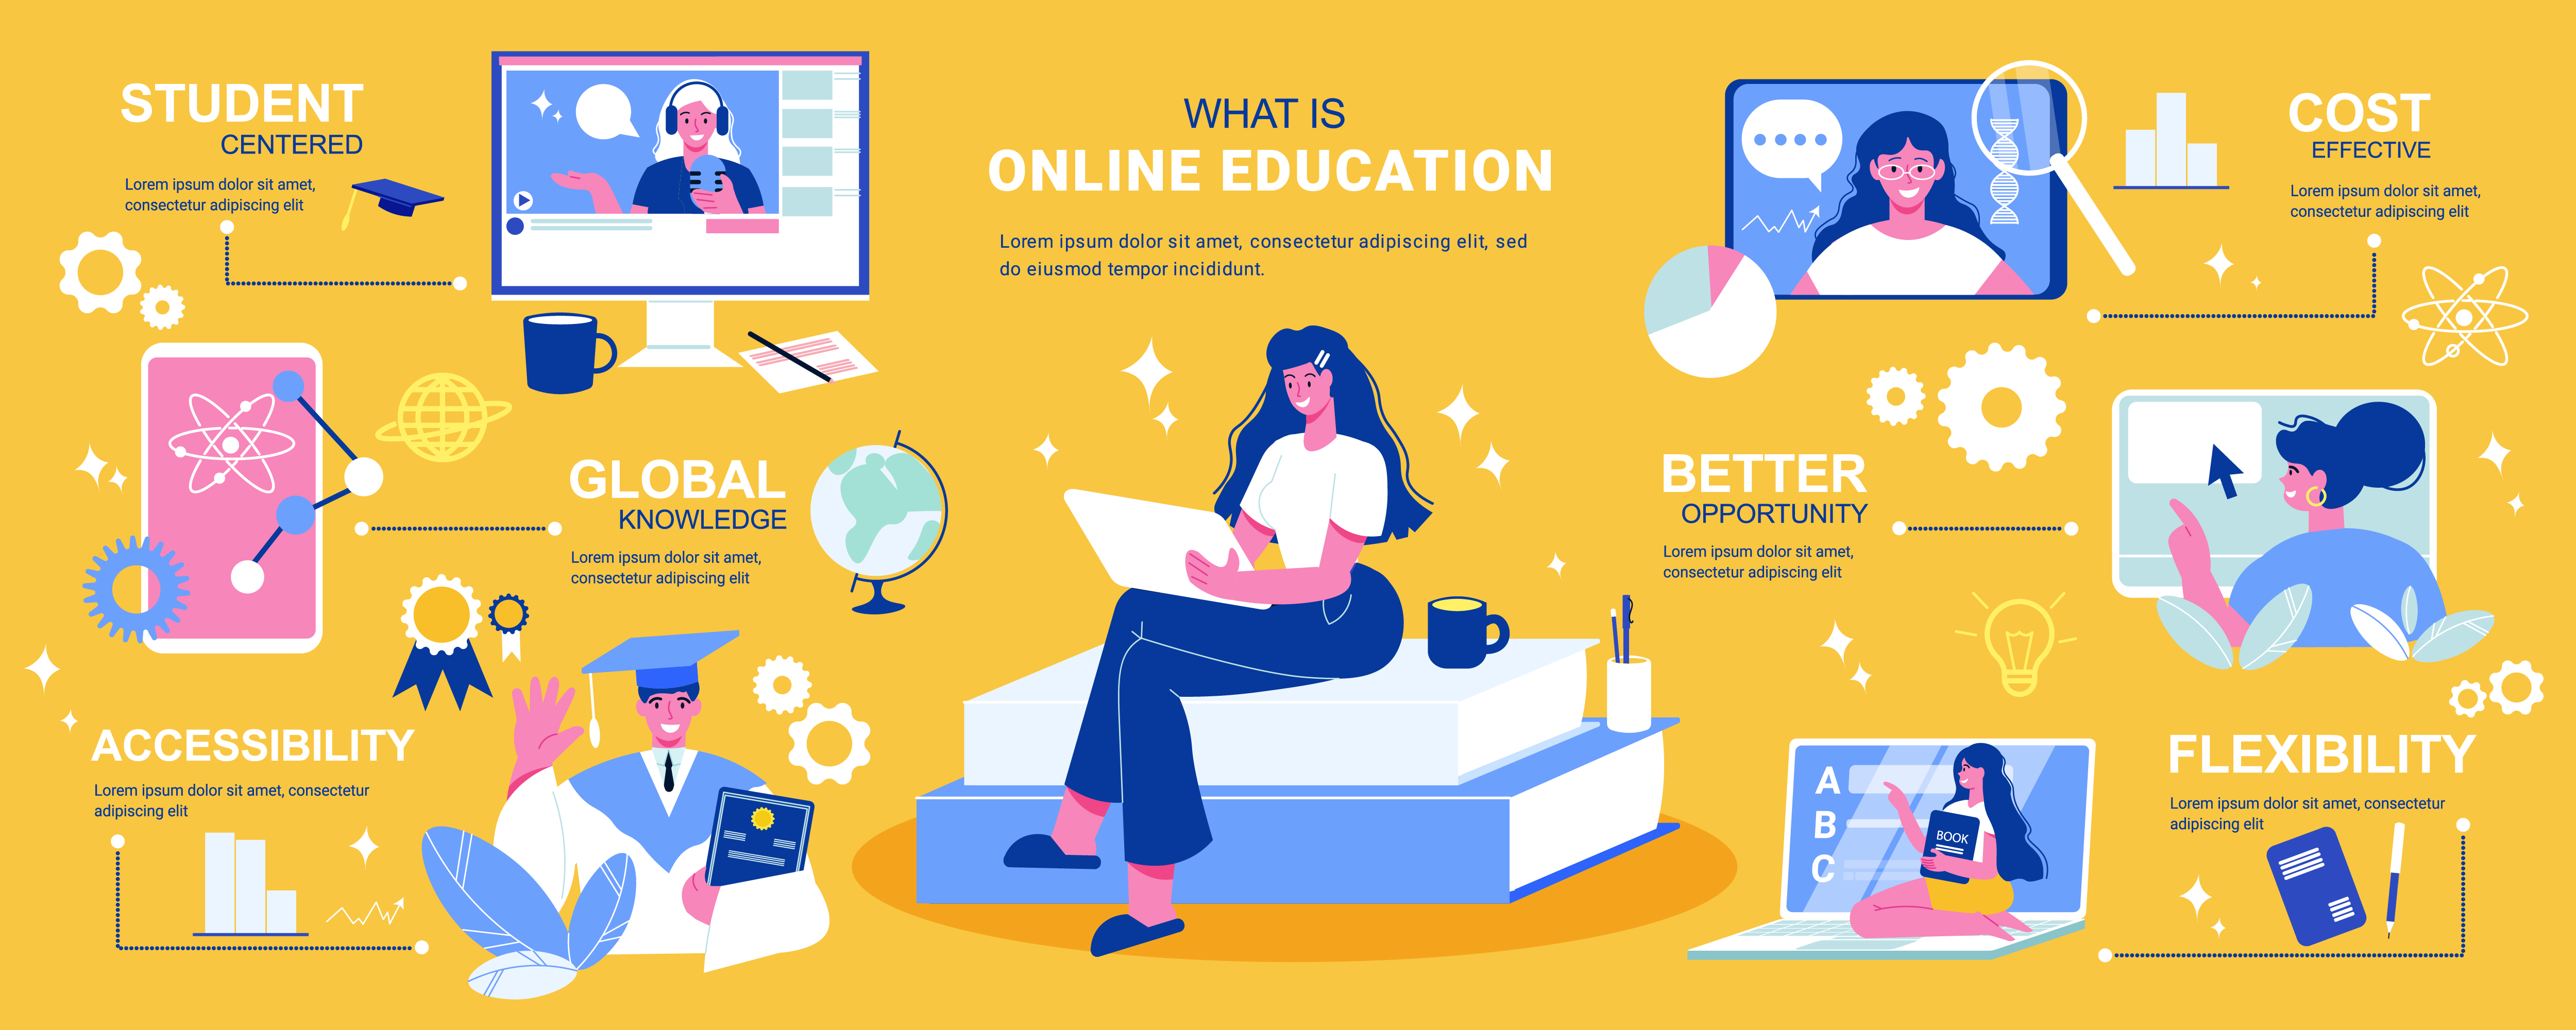 WHAT IS
ONLINE EDUCATION
Lorem ipsum dolor sit amet, consectetur adipiscing elit, sed
do eiusmod tempor incididunt.
STUDENT
CENTERED
Lorem ipsum dolor sit amet,
consectetur adipiscing elit
GLOBAL
KNOWLEDGE
Lorem ipsum dolor sit amet,
consectetur adipiscing elit
ACCESSIBILITY
Lorem ipsum dolor sit amet, consectetur
adipiscing elit
COST
EFFECTIVE
Lorem ipsum dolor sit amet,
consectetur adipiscing elit
BETTER
OPPORTUNITY
Lorem ipsum dolor sit amet,
consectetur adipiscing elit
FLEXIBILITY
Lorem ipsum dolor sit amet, consectetur
adipiscing elit
A
B
C
BOOK